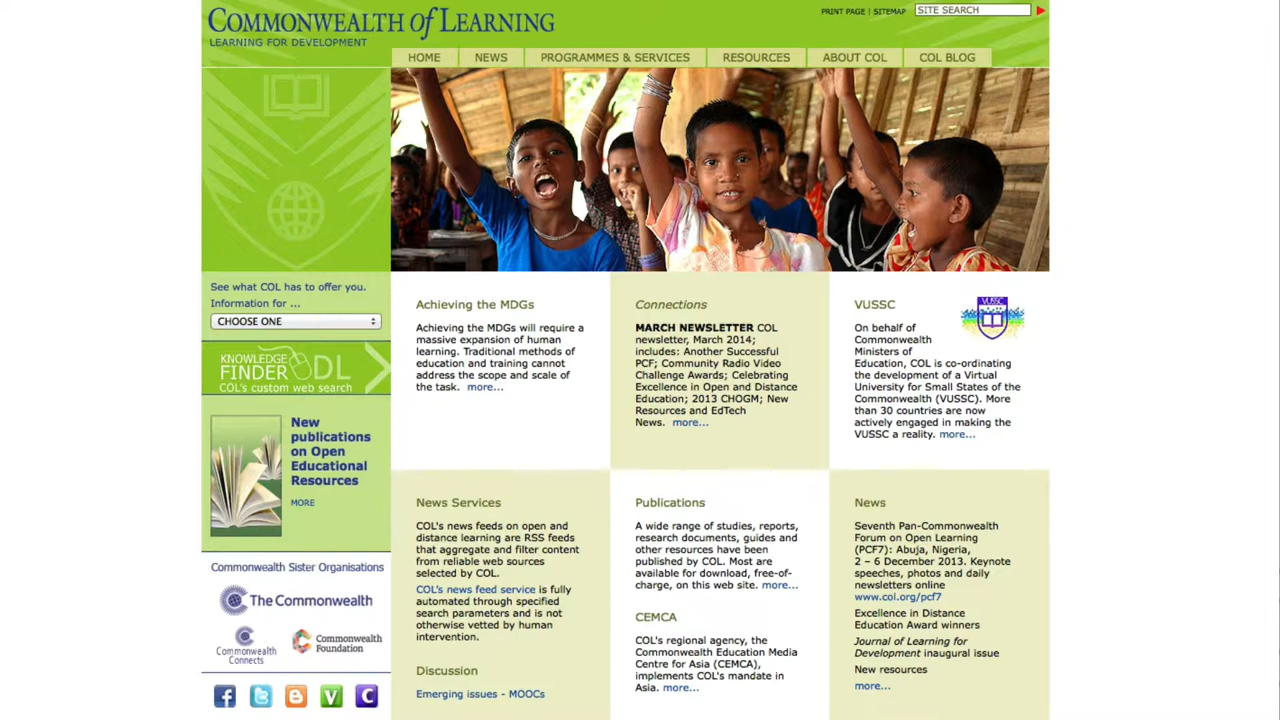 COMMONWEALTH of LEARNING
LEARNING FOR DEVELOPMENT
PRINT PAGE | SITEMAP
SITE SEARCH
HOME
NEWS
PROGRAMMES & SERVICES
RESOURCES
ABOUT COL
COL BLOG
See what COL has to offer you.
Information for ...
CHOOSE ONE
KNOWLEDGE
FINDER ODL
COL's custom web search
New
publications
on Open
Educational
Resources
MORE
Commonwealth Sister Organisations
The Commonwealth
Commonwealth
Connects
Commonwealth
Foundation
Achieving the MDGs
Achieving the MDGs will require a
massive expansion of human
learning. Traditional methods of
education and training cannot
address the scope and scale of
the task. more...
Connections
MARCH NEWSLETTER COL
newsletter, March 2014;
includes: Another Successful
PCF; Community Radio Video
Challenge Awards; Celebrating
Excellence in Open and Distance
Education; 2013 CHOGM; New
Resources and EdTech
News. more...
VUSSC
VUSSC
On behalf of
Commonwealth
Ministers of
Education, COL is co-ordinating
the development of a Virtual
University for Small States of the
Commonwealth (VUSSC). More
than 30 countries are now
actively engaged in making the
VUSSC a reality. more...
News Services
COL's news feeds on open and
distance learning are RSS feeds
that aggregate and filter content
from reliable web sources
selected by COL.
COL's news feed service is fully
automated through specified
search parameters and is not
otherwise vetted by human
intervention.
Discussion
Emerging issues - MOOCs
Publications
A wide range of studies, reports,
research documents, guides and
other resources have been
published by COL. Most are
available for download, free-of-
charge, on this web site. more...
CEMCA
COL's regional agency, the
Commonwealth Education Media
Centre for Asia (CEMCA),
implements COL's mandate in
Asia. more...
News
Seventh Pan-Commonwealth
Forum on Open Learning
(PCF7): Abuja, Nigeria,
2 – 6 December 2013. Keynote
speeches, photos and daily
newsletters online
www.col.org/pcf7
Excellence in Distance
Education Award winners
Journal of Learning for
Development inaugural issue
New resources
more...